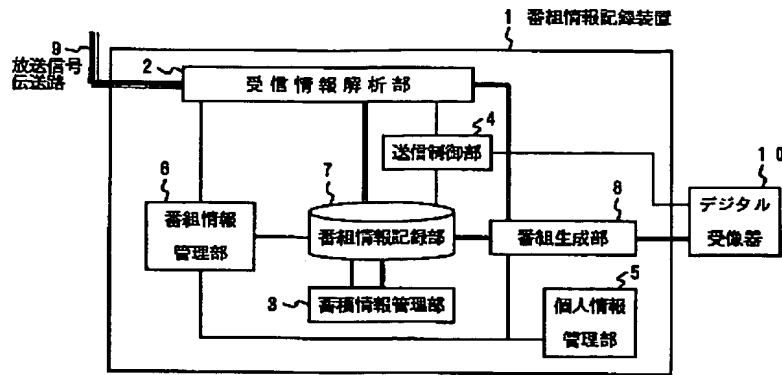 1 番組情報記録装置
9
放送信号
伝送路
2
受信情報解析部
4
送信制御部
10
デジタル
受像器
6
番組情報
管理部
7
番組情報記録部
8
番組生成部
3 蓄積情報管理部
5
個人情報
管理部